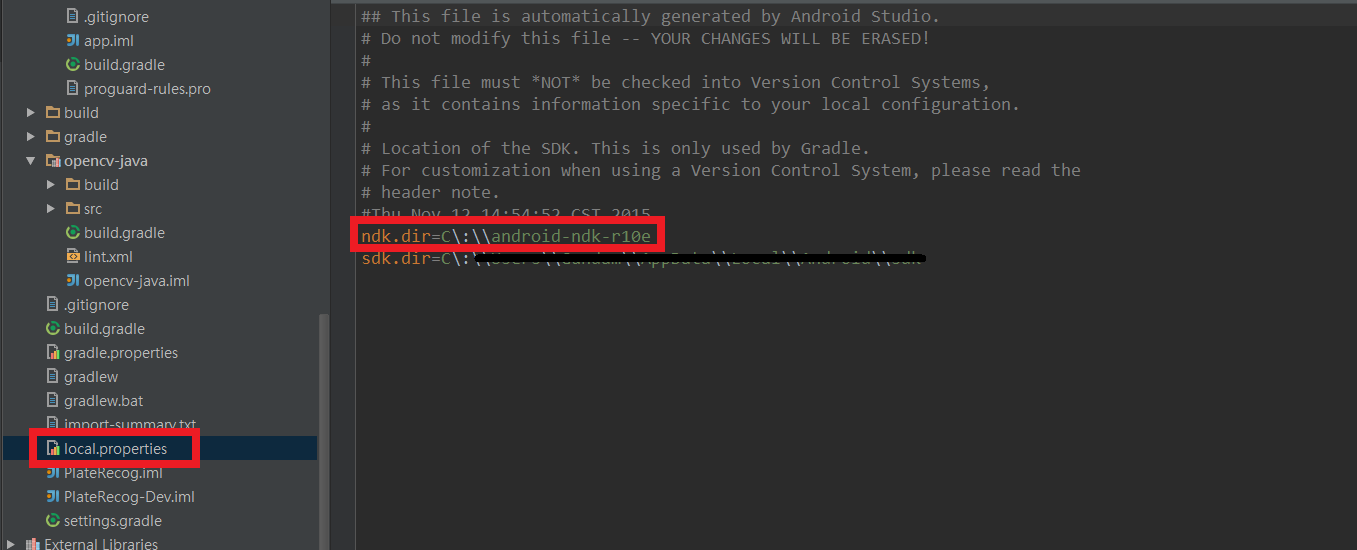 .gitignore
app.iml
build.gradle
proguard-rules.pro
build
gradle
opencv-java
build
src
build.gradle
lint.xml
opencv-java.iml
.gitignore
build.gradle
gradle.properties
gradlew
gradlew.bat
import-summary.txt
local.properties
PlateRecog.iml
PlateRecog-Dev.iml
settings.gradle
External Libraries
## This file is automatically generated by Android Studio.
# Do not modify this file -- YOUR CHANGES WILL BE ERASED!
#
# This file must *NOT* be checked into Version Control Systems,
# as it contains information specific to your local configuration.
#
# Location of the SDK. This is only used by Gradle.
# For customization when using a Version Control System, please read the
# header note.
#Thu Nov 12 14:54:52 CST 2015
ndk.dir=C\:\\android-ndk-r10e
sdk.dir=C\: